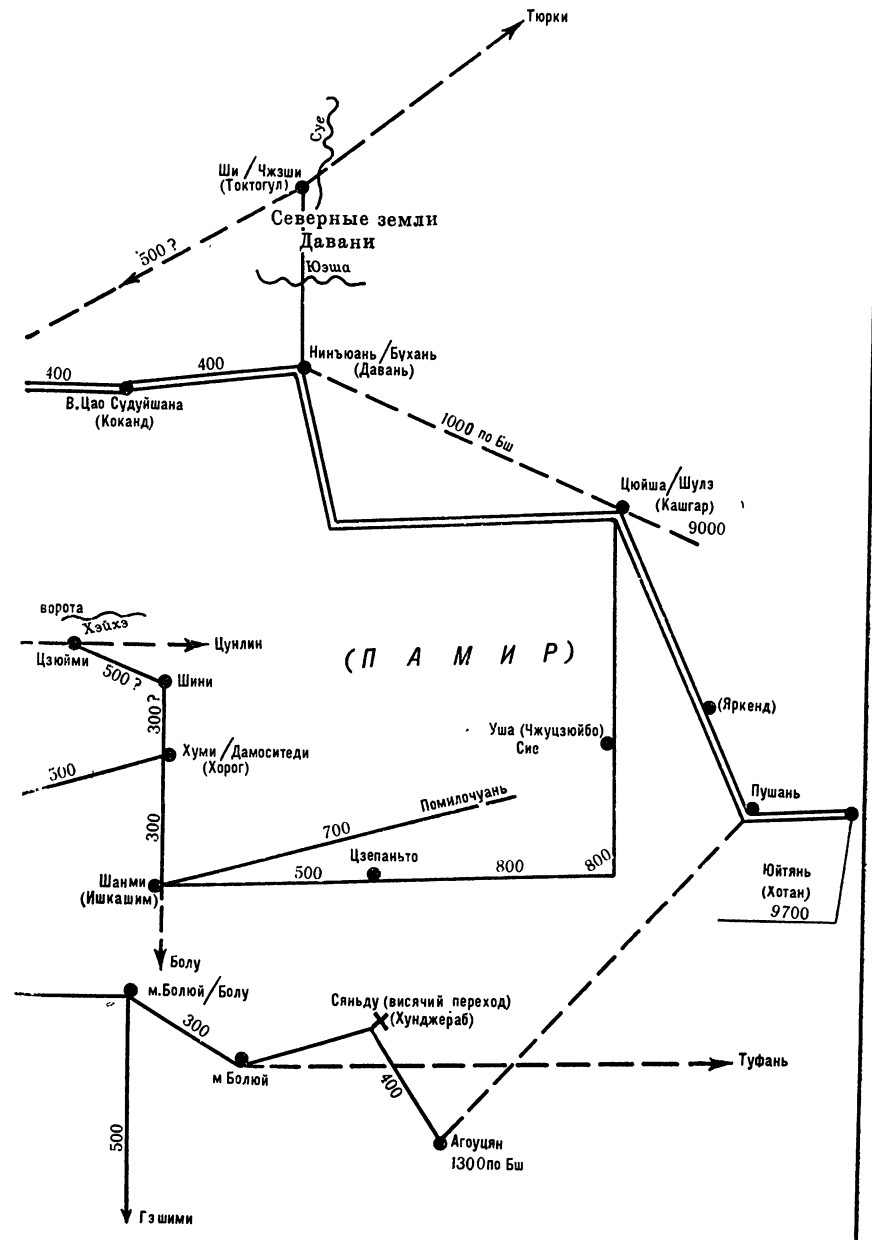 Тюрки
Суе
Ши/Чжзши
(Токтогул)
Северные земли
Давани
500?
Юэша
Нинъюань/Бухань
(Давань)
400
400
В.Цао Судуйшана
(Коканд)
1000 по Бш
Цюйша/Шулэ
(Кашгар)
9000
ворота
Хэйхэ
Цунлин
Цзюйми
500?
Шини
(ПАМИР)
300?
(Яркенд)
Уша (Чжуцзюйбо)
Сис
Хуми/Дамоситеди
(Хорог)
500
Помилочуань
Пушань
300
700
Цзепаньто
500
800
800
Юйтянь
(Хотан)
9700
Шанми
(Ишкашим)
Болу
м.Болюй/Болу
Сяньду (висячий переход)
(Хунджераб)
300
Туфань
м Болюй
400
500
Агоуцян
1300 по Бш
Гэшими